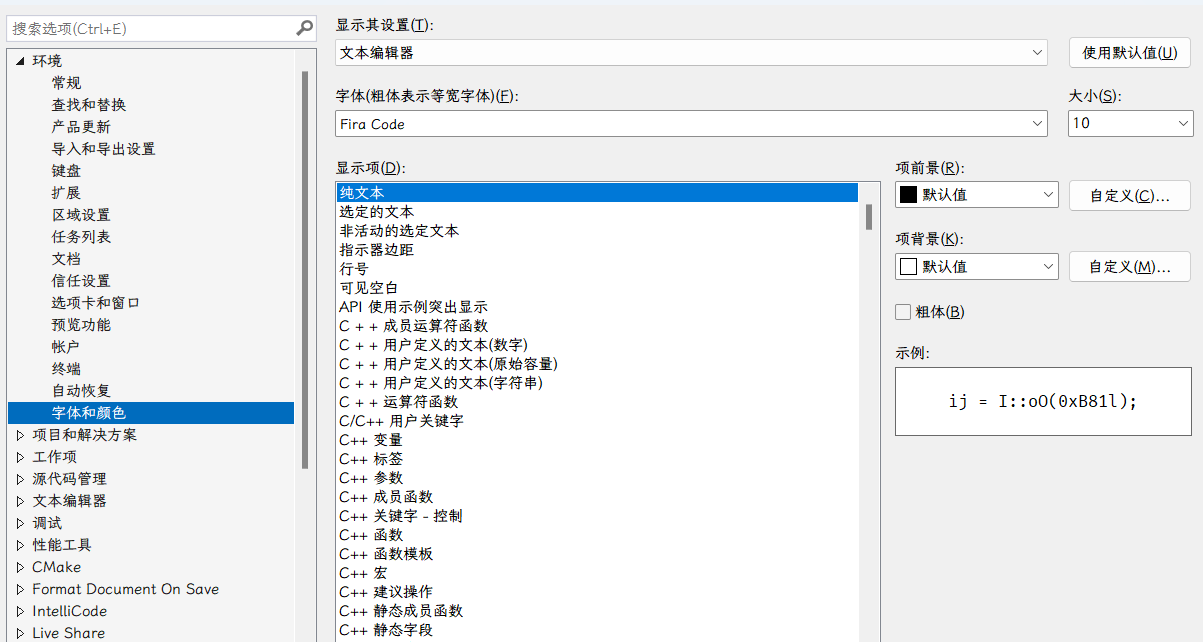 搜索选项(Ctrl+E)
环境
常规
查找和替换
产品更新
导入和导出设置
键盘
扩展
区域设置
任务列表
文档
信任设置
选项卡和窗口
预览功能
帐户
终端
自动恢复
字体和颜色
项目和解决方案
工作项
源代码管理
文本编辑器
调试
性能工具
CMake
Format Document On Save
IntelliCode
Live Share
显示其设置(T):
文本编辑器
使用默认值(U)
字体(粗体表示等宽字体)(F):
Fira Code
大小(S):
10
显示项(D):
纯文本
选定的文本
非活动的选定文本
指示器边距
行号
可见空白
API 使用示例突出显示
C + + 成员运算符函数
C + + 用户定义的文本(数字)
C + + 用户定义的文本(原始容量)
C + + 用户定义的文本(字符串)
C + + 运算符函数
C/C++ 用户关键字
C++ 变量
C++ 标签
C++ 参数
C++ 成员函数
C++ 关键字 - 控制
C++ 函数
C++ 函数模板
C++ 宏
C++ 建议操作
C++ 静态成员函数
C++ 静态字段
项前景(R):
默认值
自定义(C)...
项背景(K):
默认值
自定义(M)...
粗体(B)
示例:
ij = I::oO(0xB81l);